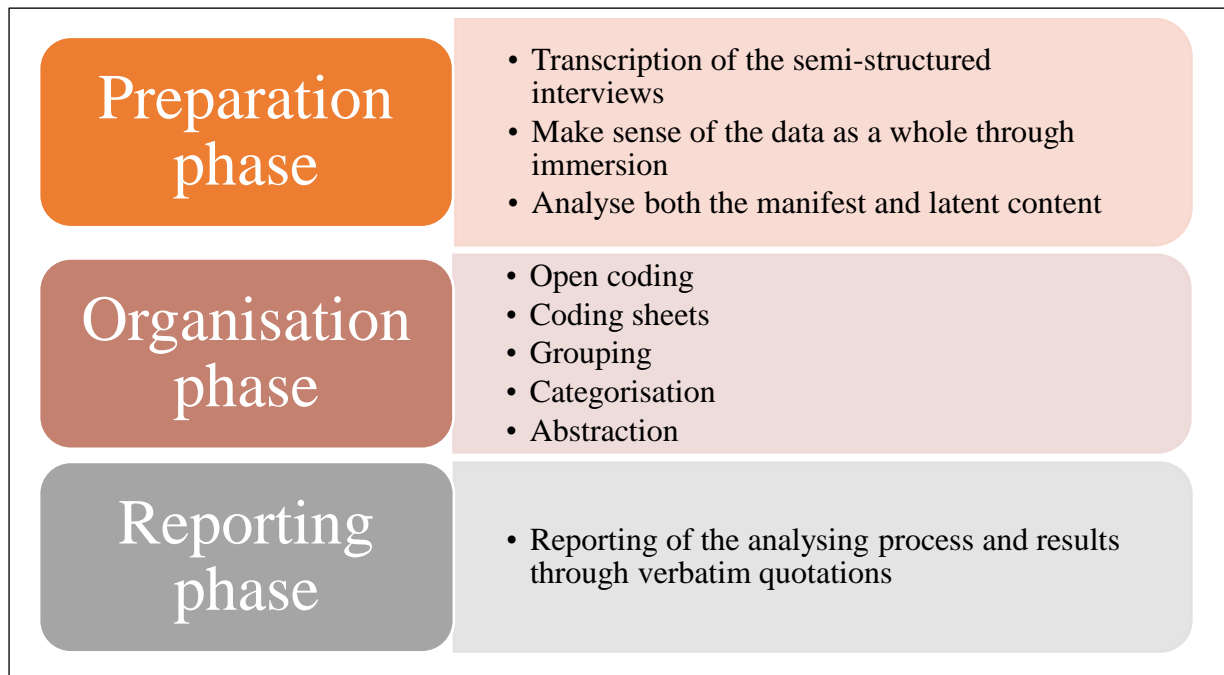 Preparation
phase
• Transcription of the semi-structured
interviews
• Make sense of the data as a whole through
immersion
• Analyse both the manifest and latent content
Organisation
phase
• Open coding
• Coding sheets
• Grouping
• Categorisation
• Abstraction
Reporting
phase
• Reporting of the analysing process and results
through verbatim quotations